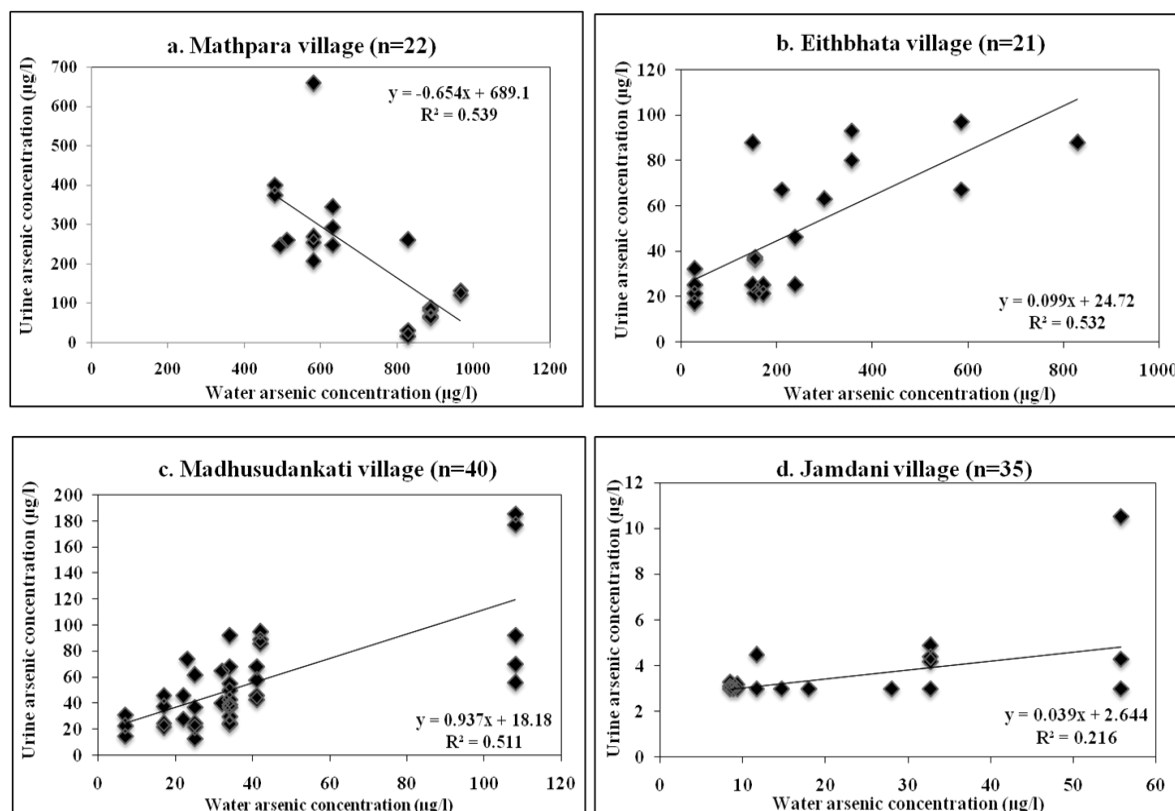 a. Mathpara village (n=22)
Urine arsenic concentration (µg/l)
700
600
500
400
300
200
100
0
y = -0.654x + 689.1
R² = 0.539
0 200 400 600 800 1000 1200
Water arsenic concentration (µg/l)
b. Eithbhata village (n=21)
Urine arsenic concentration (µg/l)
120
100
80
60
40
20
0
y = 0.099x + 24.72
R² = 0.532
0 200 400 600 800 1000
Water arsenic concentration (µg/l)
c. Madhusudankati village (n=40)
Urine arsenic concentration (µg/l)
200
180
160
140
120
100
80
60
40
20
0
y = 0.937x + 18.18
R² = 0.511
0 20 40 60 80 100 120
Water arsenic concentration (µg/l)
d. Jamdani village (n=35)
Urine arsenic concentration (µg/l)
12
10
8
6
4
2
0
y = 0.039x + 2.644
R² = 0.216
0 10 20 30 40 50 60
Water arsenic concentration (µg/l)